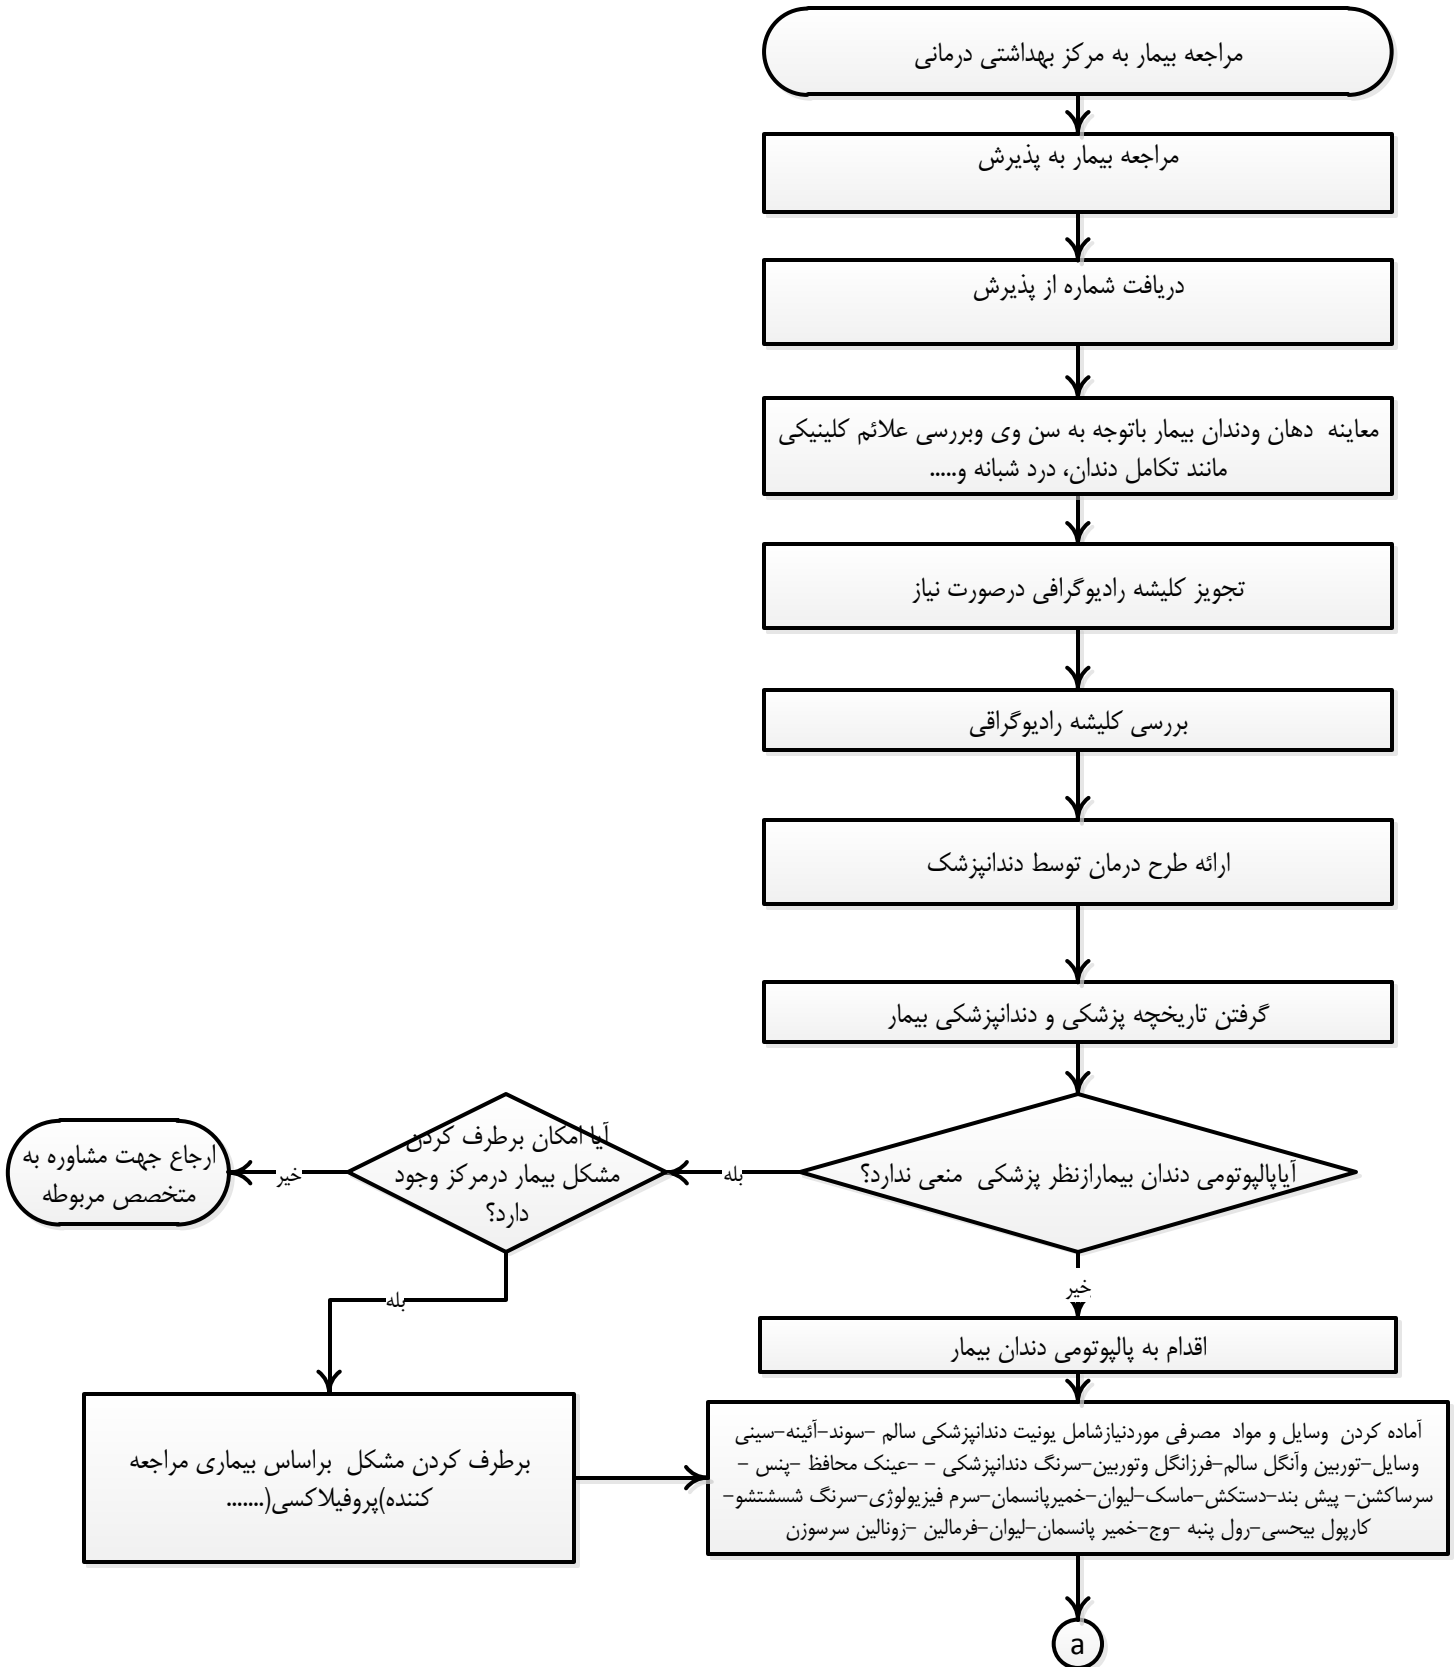 مراجعه بیمار به مرکز بهداشتی درمانی
مراجعه بیمار به پذیرش
دریافت شماره از پذیرش
معاینه دهان ودندان بیمار باتوجه به سن وی وبررسی علائم کلینیکی
مانند تکامل دندان، درد شبانه و.....
تجویز کلیشه رادیوگرافی درصورت نیاز
بررسی کلیشه رادیوگراقی
ارائه طرح درمان توسط دندانپزشک
گرفتن تاریخچه پزشکی و دندانپزشکی بیمار
آیاپالپوتومی دندان بیمارازنظر پزشکی منعی ندارد؟
بله
آیا امکان برطرف کردن
مشکل بیمار درمرکز وجود
دارد؟
خیر
ارجاع جهت مشاوره به
متخصص مربوطه
خیر
بله
اقدام به پالپوتومی دندان بیمار
برطرف کردن مشکل براساس بیماری مراجعه
کننده)پروفیلاکسی(.......
آماده کردن وسایل و مواد مصرفی موردنیازشامل یونیت دندانپزشکی سالم –سوند–آئینه–سینی
وسایل–توربین وآنگل سالم–فرزانگل وتوربین–سرنگ دندانپزشکی – –عینک محافظ –پنس –
سرساکشن– پیش بند–دستکش–ماسک–لیوان–خمیرپانسمان–سرم فیزیولوژی–سرنگ شسشتشو–
کارپول بیحسی–رول پنبه –وج–خمیر پانسمان–لیوان–فرمالین –زونالین سرسوزن
a